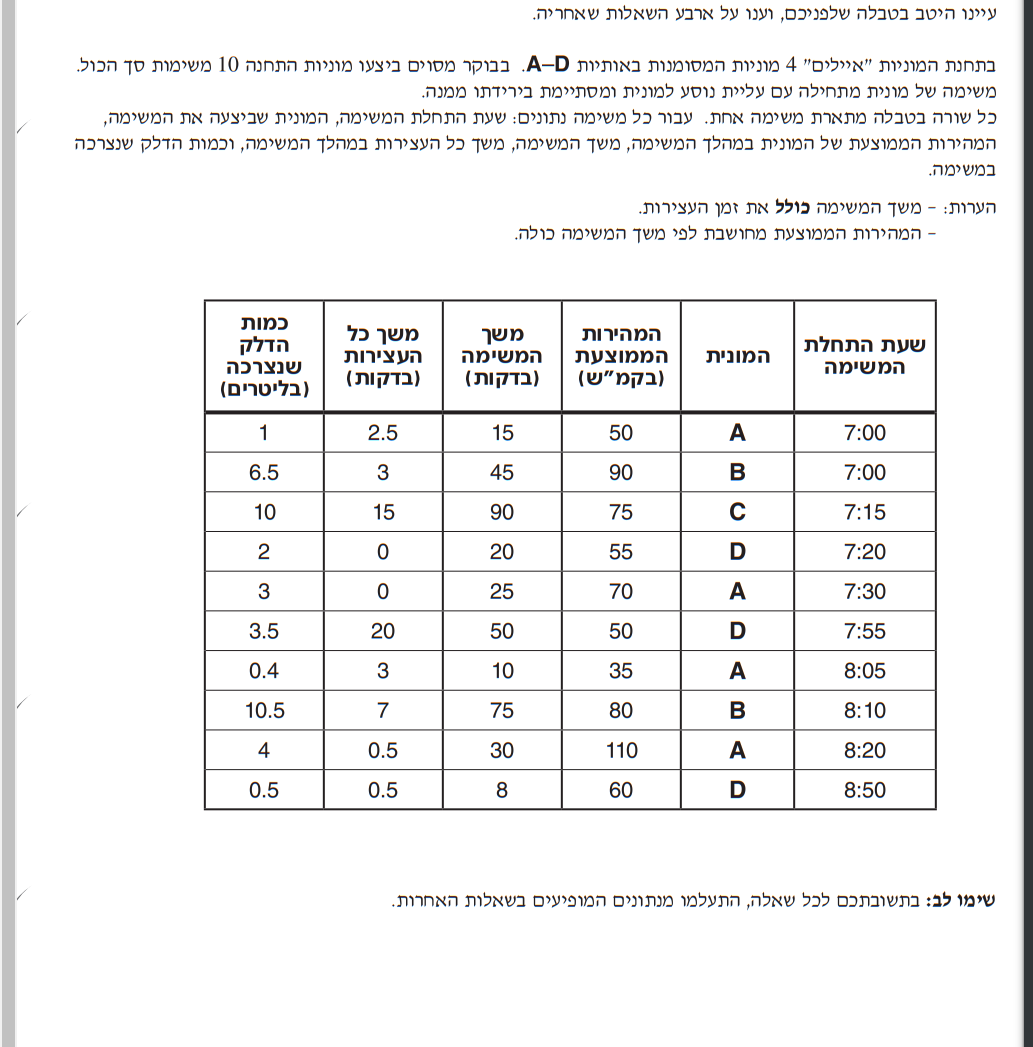 עיינו היטב בטבלה שלפניכם, וענו על ארבע השאלות שאחריה.
בתחנת המוניות "איילים" 4 מוניות המסומנות באותיות A–D. בבוקר מסוים ביצעו מוניות התחנה 10 משימות סך הכול.
משימה של מונית מתחילה עם עליית נוסע למונית ומסתיימת בירידתו ממנה.
כל שורה בטבלה מתארת משימה אחת. עבור כל משימה נתונים: שעת התחלת המשימה, המונית שביצעה את המשימה,
המהירות הממוצעת של המונית במהלך המשימה, משך המשימה, משך כל העצירות במהלך המשימה, וכמות הדלק שנצרכה
במשימה.
הערות: – משך המשימה כולל את זמן העצירות.
– המהירות הממוצעת מחושבת לפי משך המשימה כולה.
שעת התחלת המשימה | המונית | המהירות הממוצעת (בקמ"ש) | משך המשימה (בדקות) | משך כל העצירות (בדקות) | כמות הדלק שנצרכה (בליטרים)
7:00 | A | 50 | 15 | 2.5 | 1
7:00 | B | 90 | 45 | 3 | 6.5
7:15 | C | 75 | 90 | 15 | 10
7:20 | D | 55 | 20 | 0 | 2
7:30 | A | 70 | 25 | 0 | 3
7:55 | D | 50 | 50 | 20 | 3.5
8:05 | A | 35 | 10 | 3 | 0.4
8:10 | B | 80 | 75 | 7 | 10.5
8:20 | A | 110 | 30 | 0.5 | 4
8:50 | D | 60 | 8 | 0.5 | 0.5
שימו לב: בתשובתכם לכל שאלה, התעלמו מנתונים המופיעים בשאלות האחרות.